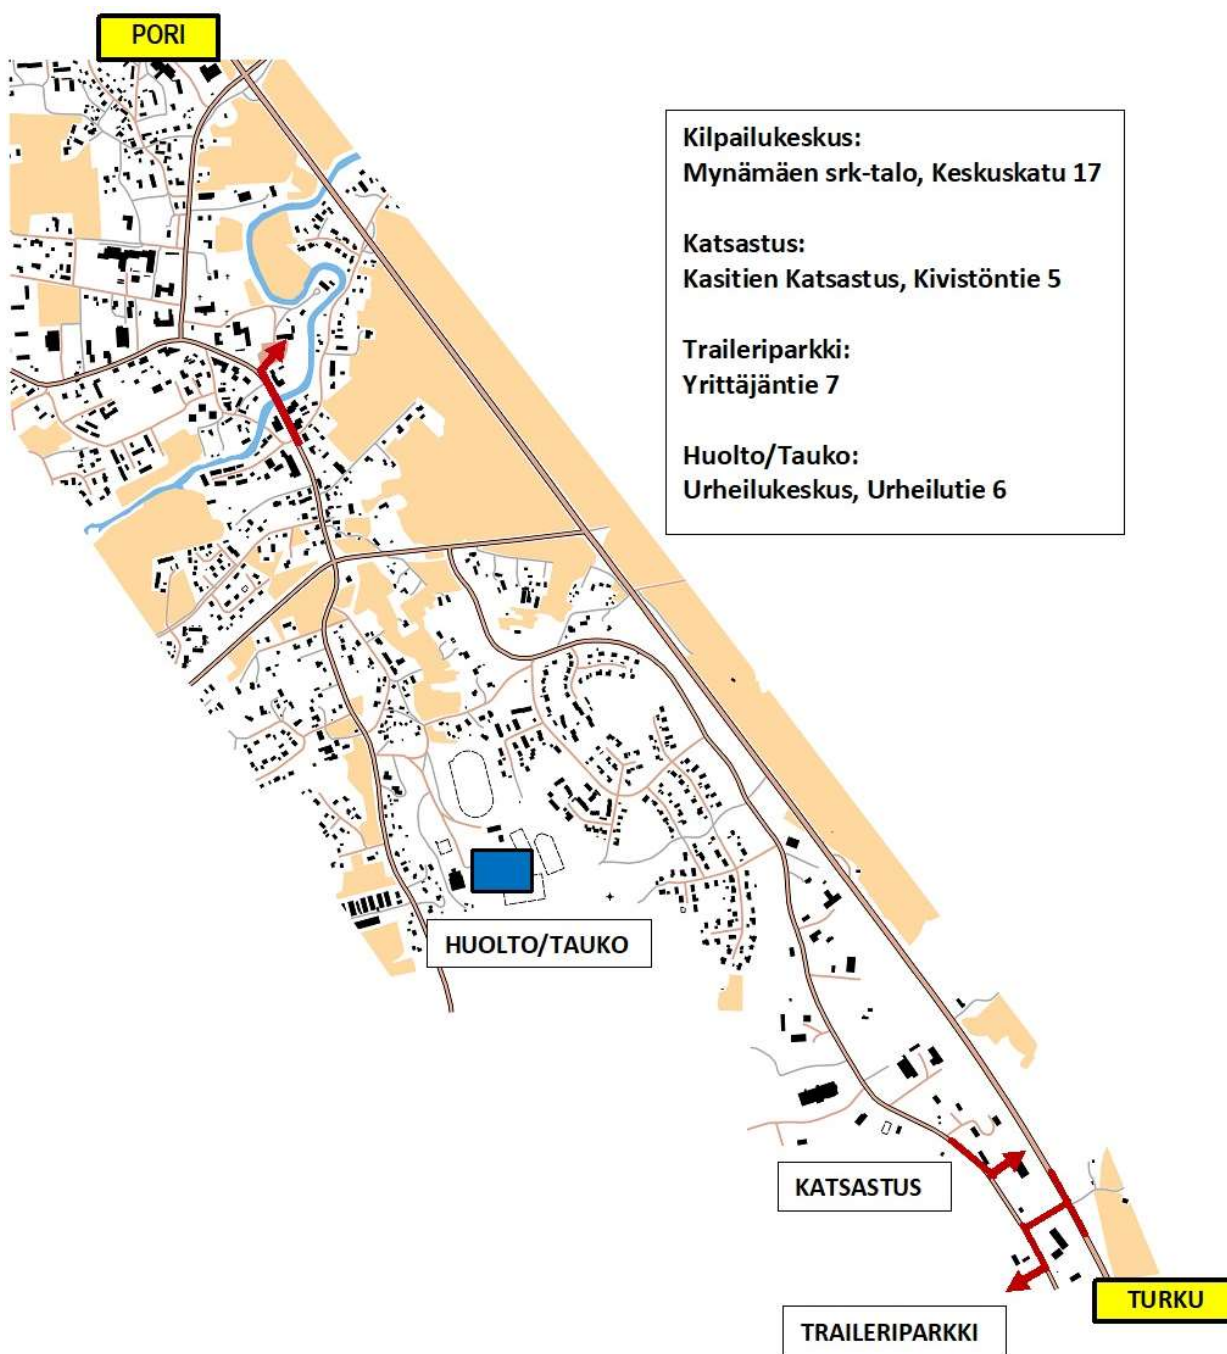 PORI
Kilpailukeskus:
Mynämäen srk-talo, Keskuskatu 17
Katsastus:
Kasitien Katsastus, Kivistöntie 5
Traileriparkki:
Yrittäjäntie 7
Huolto/Tauko:
Urheilukeskus, Urheilutie 6
HUOLTO/TAUKO
KATSASTUS
TURKU
TRAILERIPARKKI